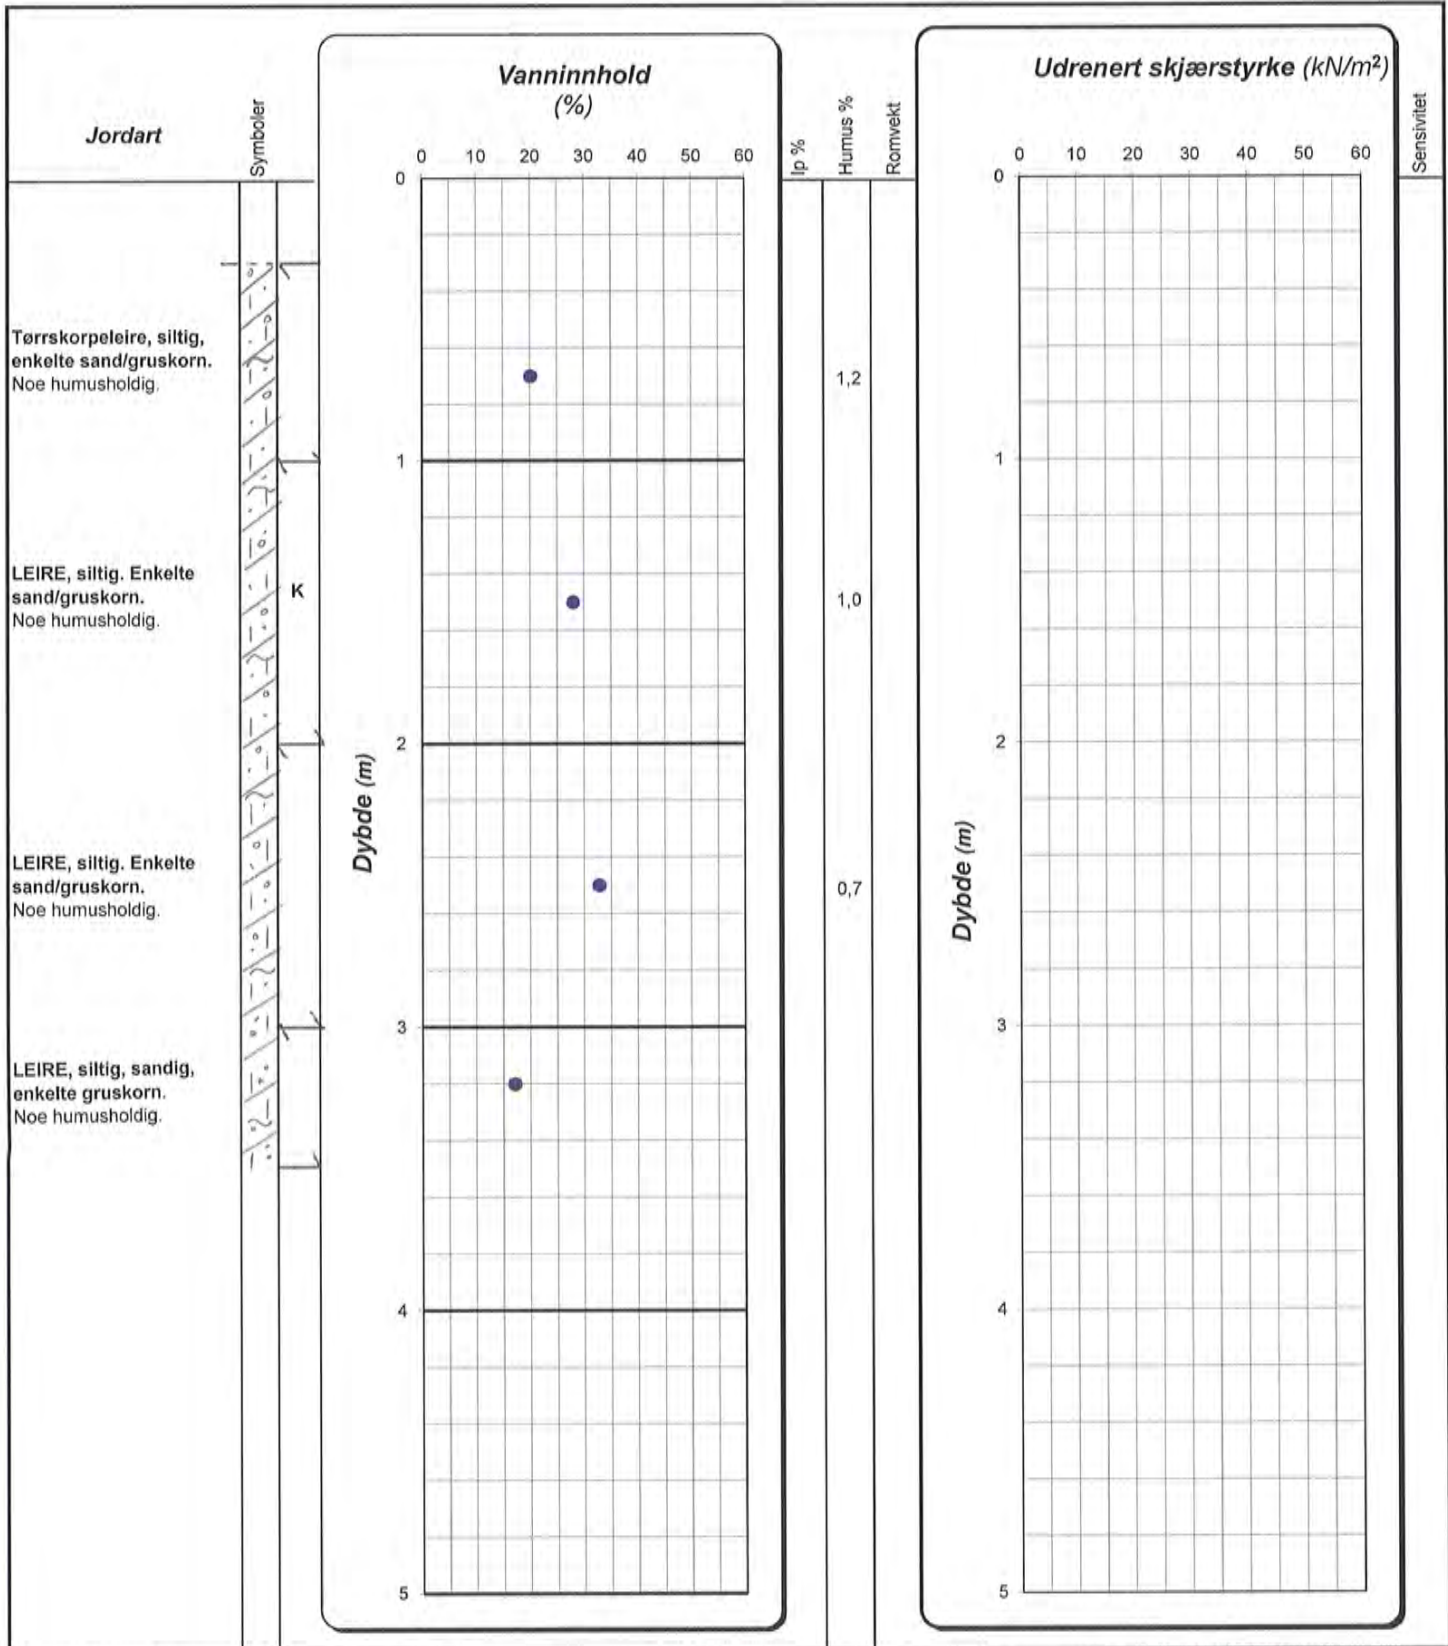 Jordart
Symboler
Vanninnhold
(%)
0 10 20 30 40 50 60
Ip %
Humus %
Romvekt
Udrenert skjærstyrke (kN/m²)
0 10 20 30 40 50 60
Sensivitet
Tørrskorpeleire, siltig,
enkelte sand/gruskorn.
Noe humusholdig.
LEIRE, siltig. Enkelte
sand/gruskorn.
Noe humusholdig.
K
LEIRE, siltig. Enkelte
sand/gruskorn.
Noe humusholdig.
LEIRE, siltig, sandig,
enkelte gruskorn.
Noe humusholdig.
Dybde (m)
0
1
2
3
4
5
1,2
1,0
0,7
Dybde (m)
0
1
2
3
4
5